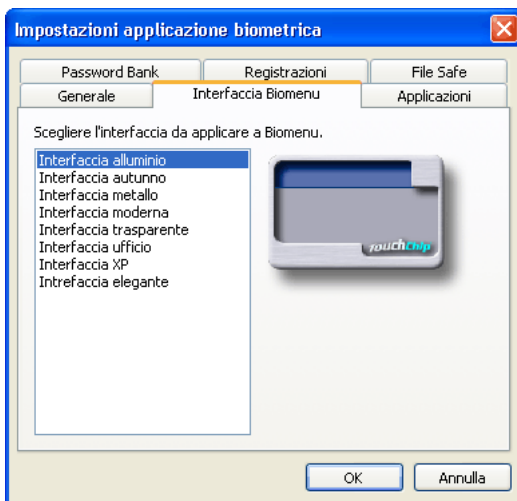 Impostazioni applicazione biometrica
Password Bank Registrazioni File Safe
Generale Interfaccia Biomenu Applicazioni
Scegliere l'interfaccia da applicare a Biomenu.
Interfaccia alluminio
Interfaccia autunno
Interfaccia metallo
Interfaccia moderna
Interfaccia trasparente
Interfaccia ufficio
Interfaccia XP
Intrefaccia elegante
TouchChip
OK Annulla